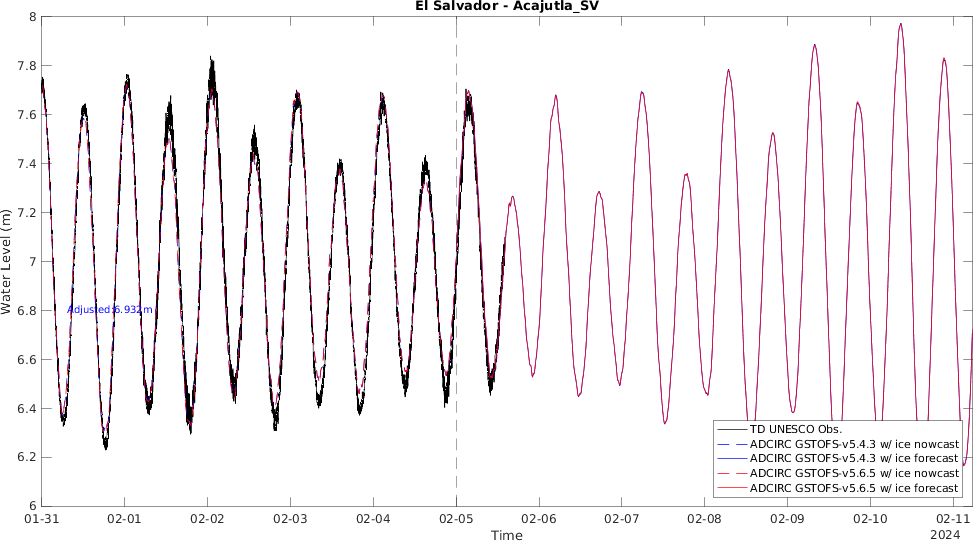 El Salvador - Acajutla_SV
8
7.8
7.6
7.4
7.2
7
6.8
6.6
6.4
6.2
6
Water Level (m)
Adjusted:6.932m
TD UNESCO Obs.
ADCIRC GSTOFS-v5.4.3 w/ ice nowcast
ADCIRC GSTOFS-v5.4.3 w/ ice forecast
ADCIRC GSTOFS-v5.6.5 w/ ice nowcast
ADCIRC GSTOFS-v5.6.5 w/ ice forecast
01-31 02-01 02-02 02-03 02-04 02-05 02-06 02-07 02-08 02-09 02-10 02-11
Time
2024